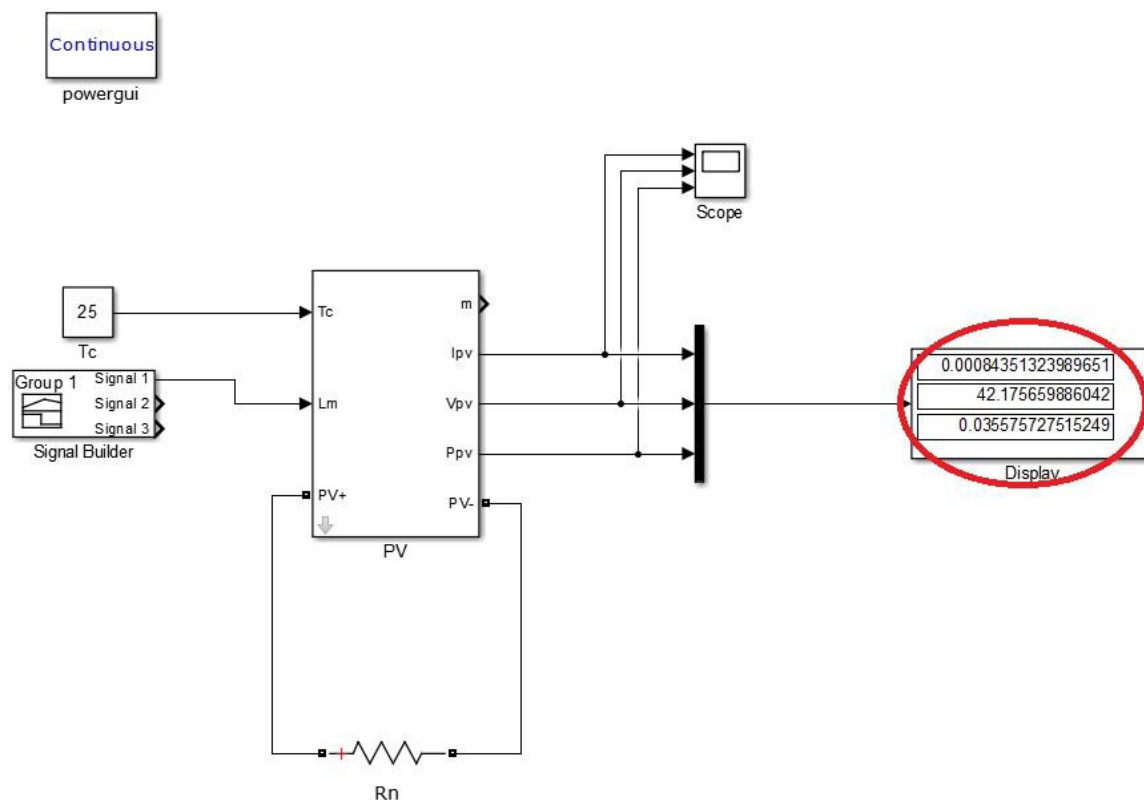 Continuous
powergui
Scope
Tc
m
25
Tc
Ipv
0.00084351323989651
Group 1
Signal 1
Signal 2
Signal 3
Lm
Vpv
42.175659886042
Signal Builder
Ppv
0.035575727515249
Display
PV+
PV-
PV
Rn